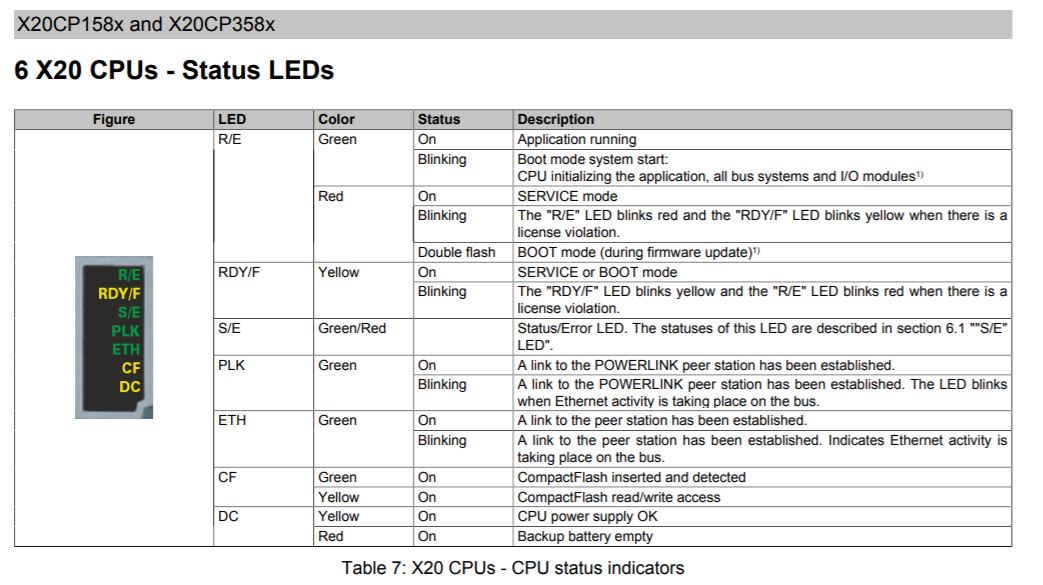 X20CP158x and X20CP358x
6 X20 CPUs - Status LEDs
Figure LED Color Status Description
R/E
RDY/F
S/E
PLK
ETH
CF
DC
R/E Green On Application running
Blinking Boot mode system start:
CPU initializing the application, all bus systems and I/O modules¹⁾
Red On SERVICE mode
Blinking The "R/E" LED blinks red and the "RDY/F" LED blinks yellow when there is a
license violation.
Double flash BOOT mode (during firmware update)¹⁾
RDY/F Yellow On SERVICE or BOOT mode
Blinking The "RDY/F" LED blinks yellow and the "R/E" LED blinks red when there is a
license violation.
S/E Green/Red Status/Error LED. The statuses of this LED are described in section 6.1 ""S/E"
LED".
PLK Green On A link to the POWERLINK peer station has been established.
Blinking A link to the POWERLINK peer station has been established. The LED blinks
when Ethernet activity is taking place on the bus.
ETH Green On A link to the peer station has been established.
Blinking A link to the peer station has been established. Indicates Ethernet activity is
taking place on the bus.
CF Green On CompactFlash inserted and detected
Yellow On CompactFlash read/write access
DC Yellow On CPU power supply OK
Red On Backup battery empty
Table 7: X20 CPUs - CPU status indicators